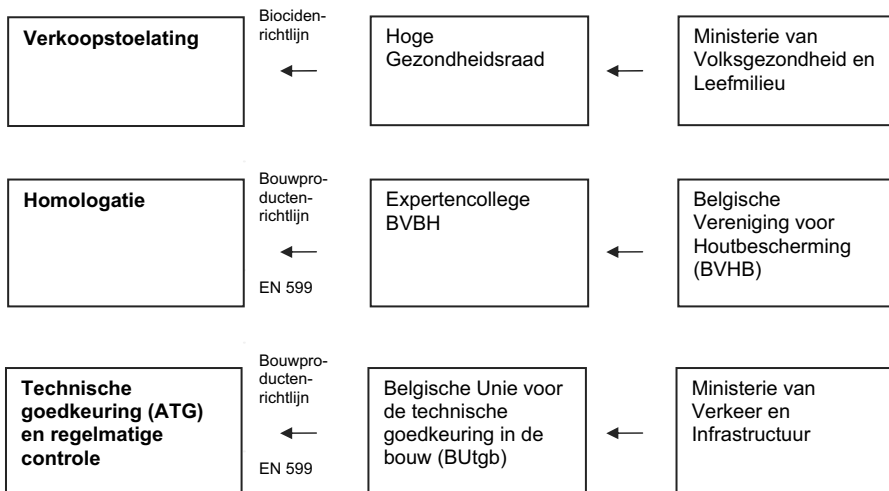 Verkoopstoelating
Biociden-
richtlijn
Hoge
Gezondheidsraad
Ministerie van
Volksgezondheid en
Leefmilieu
Homologatie
Bouwpro-
ducten-
richtlijn
EN 599
Expertencollege
BVBH
Belgische
Vereniging voor
Houtbescherming
(BVHB)
Technische
goedkeuring (ATG)
en regelmatige
controle
Bouwpro-
ducten-
richtlijn
EN 599
Belgische Unie voor
de technische
goedkeuring in de
bouw (BUtgb)
Ministerie van
Verkeer en
Infrastructuur